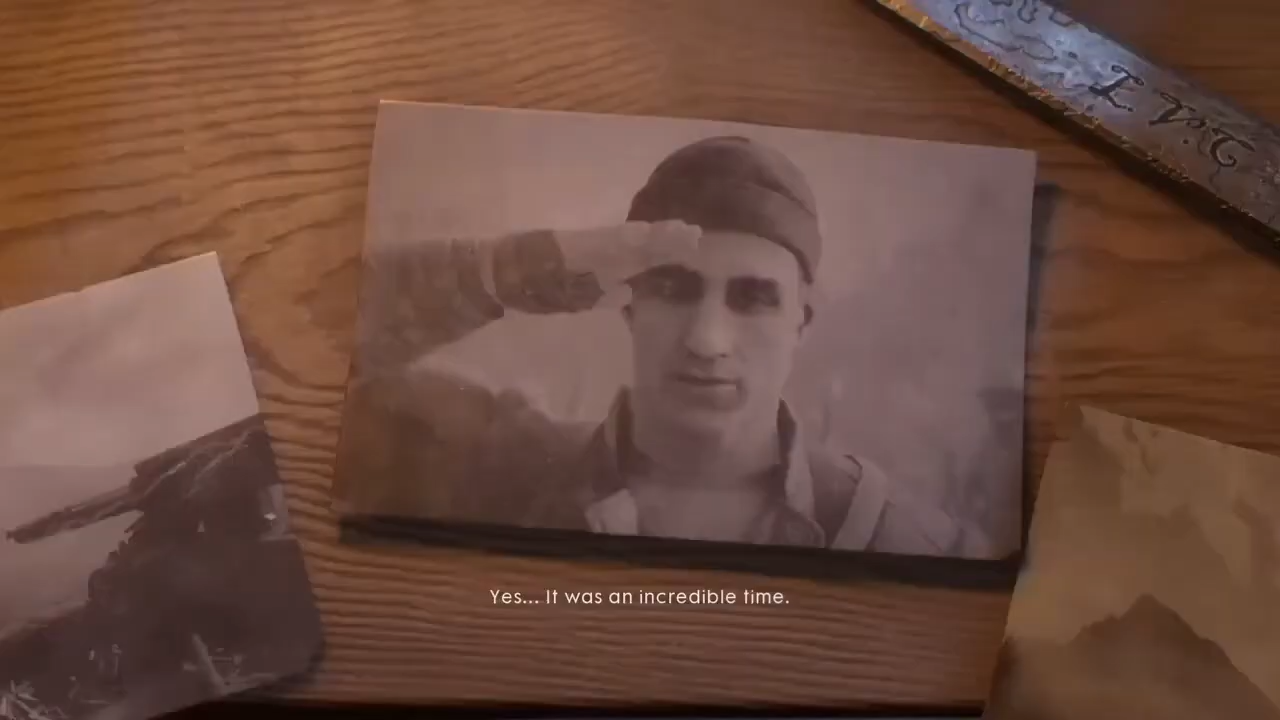 I. V. C
Yes... It was an incredible time.